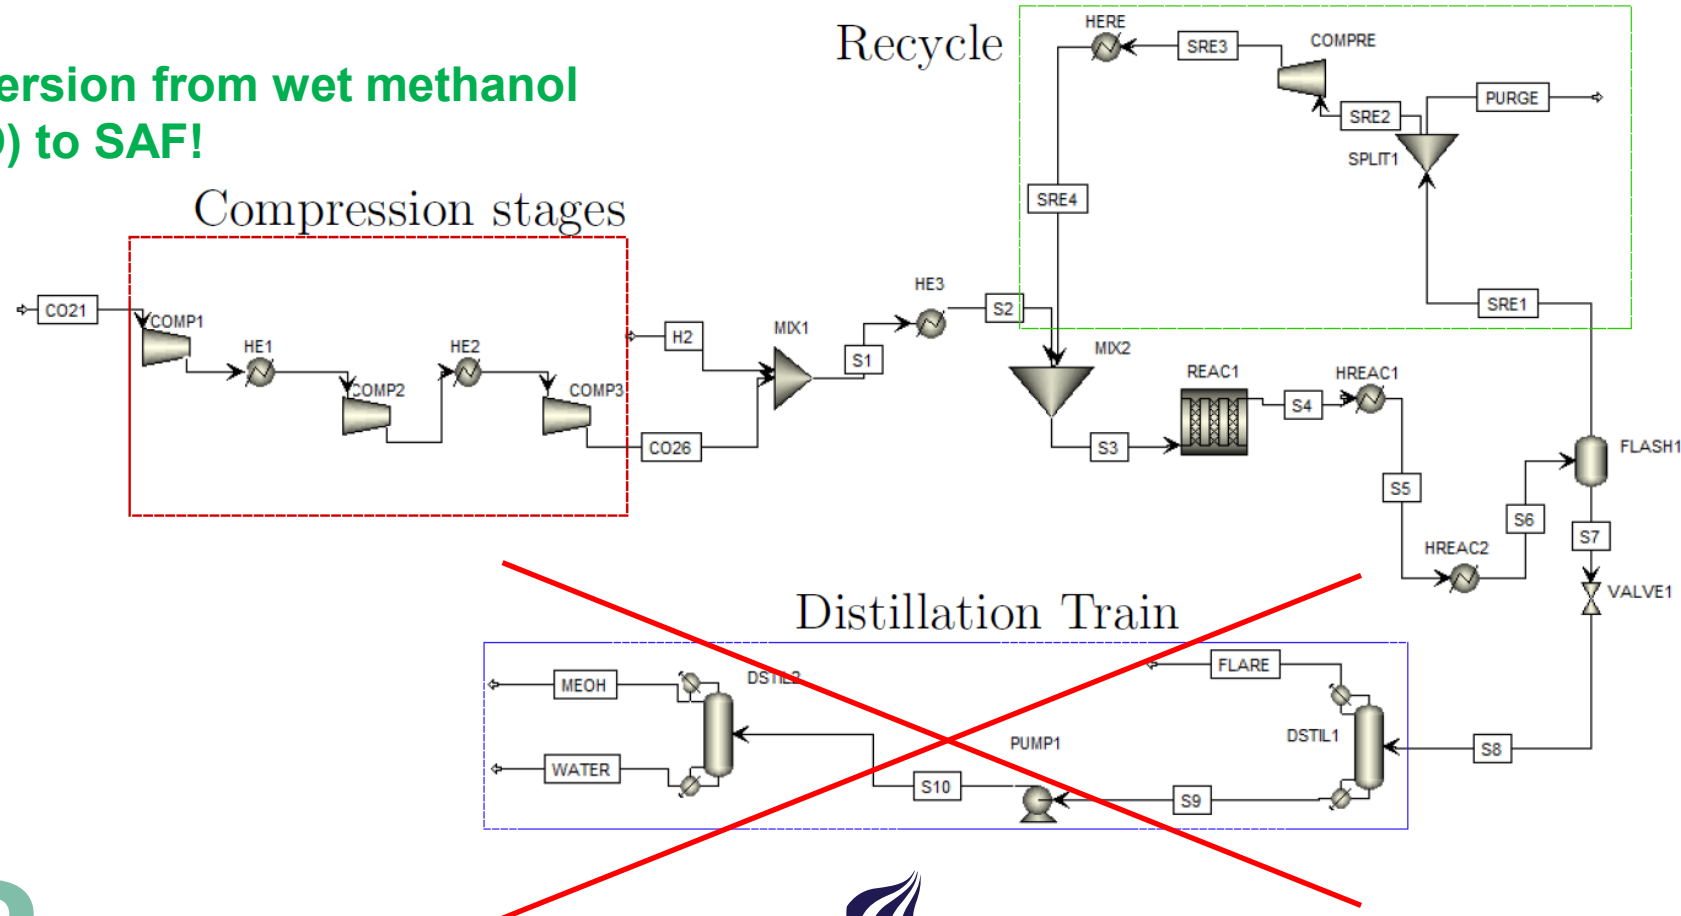 ersion from wet methanol
) to SAF!
Recycle
HERE
SRE3
COMPRE
PURGE
SRE2
SPLIT1
SRE4
SRE1
Compression stages
CO21
COMP1
HE1
COMP2
HE2
COMP3
CO26
H2
MIX1
S1
HE3
S2
MIX2
S3
REAC1
S4
HREAC1
S5
HREAC2
S6
FLASH1
S7
VALVE1
Distillation Train
MEOH
DSTIL2
WATER
S10
PUMP1
S9
FLARE
DSTIL1
S8